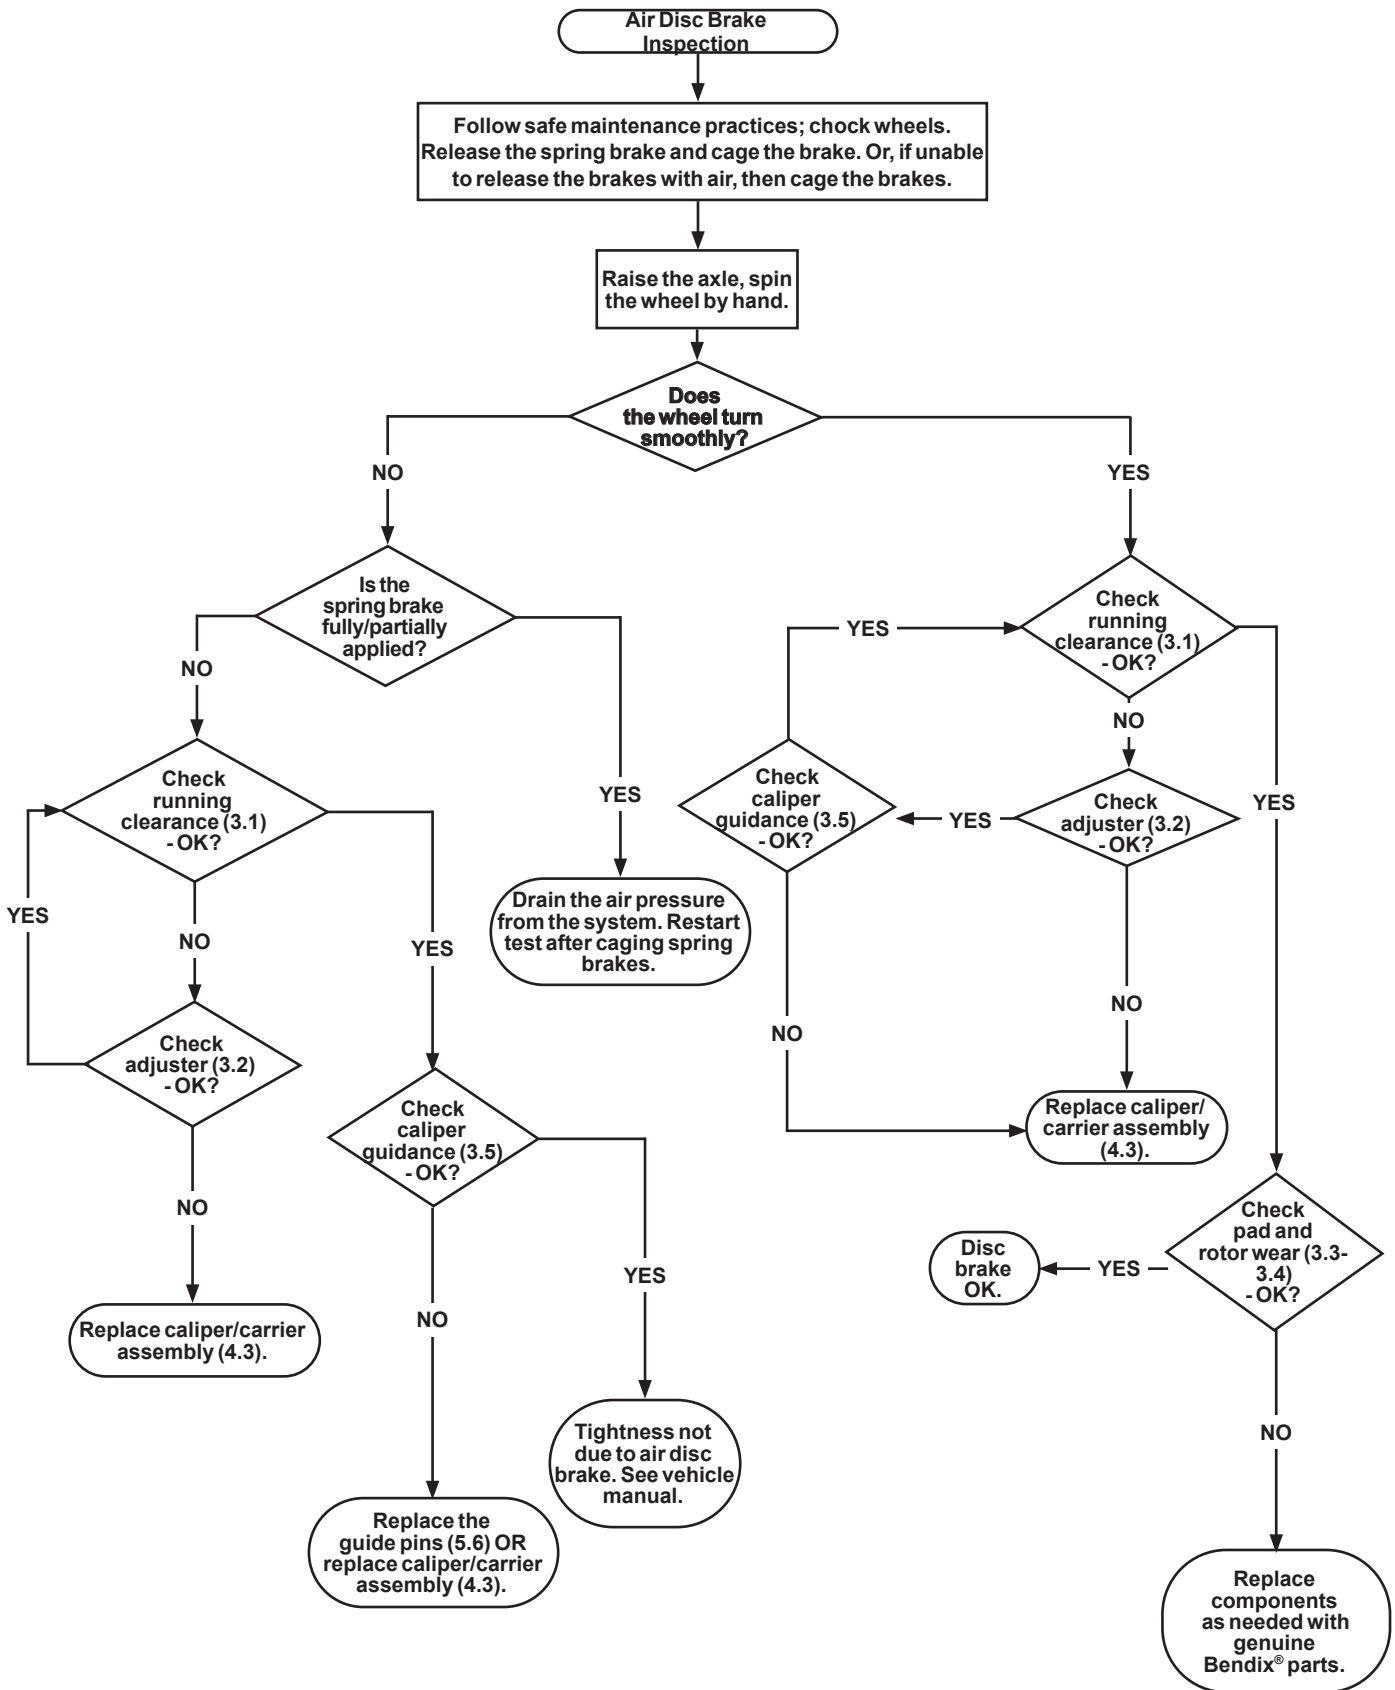 Air Disc Brake
Inspection
Follow safe maintenance practices; chock wheels.
Release the spring brake and cage the brake. Or, if unable
to release the brakes with air, then cage the brakes.
Raise the axle, spin
the wheel by hand.
Does
the wheel turn
smoothly?
NO
YES
Is the
spring brake
fully/partially
applied?
NO
YES
Check
running
clearance (3.1)
- OK?
YES
NO
YES
Check
adjuster (3.2)
- OK?
NO
Replace caliper/carrier
assembly (4.3).
Drain the air pressure
from the system. Restart
test after caging spring
brakes.
Check
caliper
guidance (3.5)
- OK?
NO
YES
Replace the
guide pins (5.6) OR
replace caliper/carrier
assembly (4.3).
Tightness not
due to air disc
brake. See vehicle
manual.
Check
running
clearance (3.1)
- OK?
YES
NO
YES
Check
adjuster (3.2)
- OK?
YES
NO
Check
caliper
guidance (3.5)
- OK?
NO
Replace caliper/
carrier assembly
(4.3).
Check
pad and
rotor wear (3.3-
3.4)
- OK?
YES
Disc
brake
OK.
NO
Replace
components
as needed with
genuine
Bendix® parts.